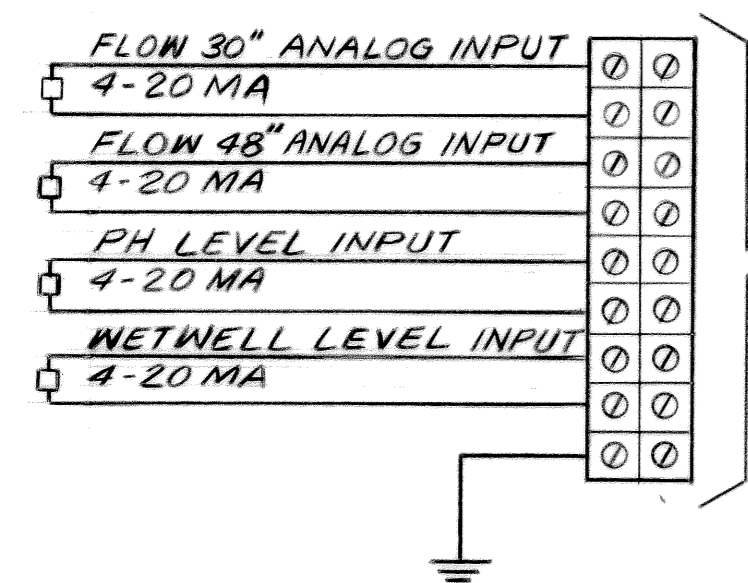 FLOW 30" ANALOG INPUT
4-20 MA
FLOW 48" ANALOG INPUT
4-20 MA
PH LEVEL INPUT
4-20 MA
WETWELL LEVEL INPUT
4-20 MA